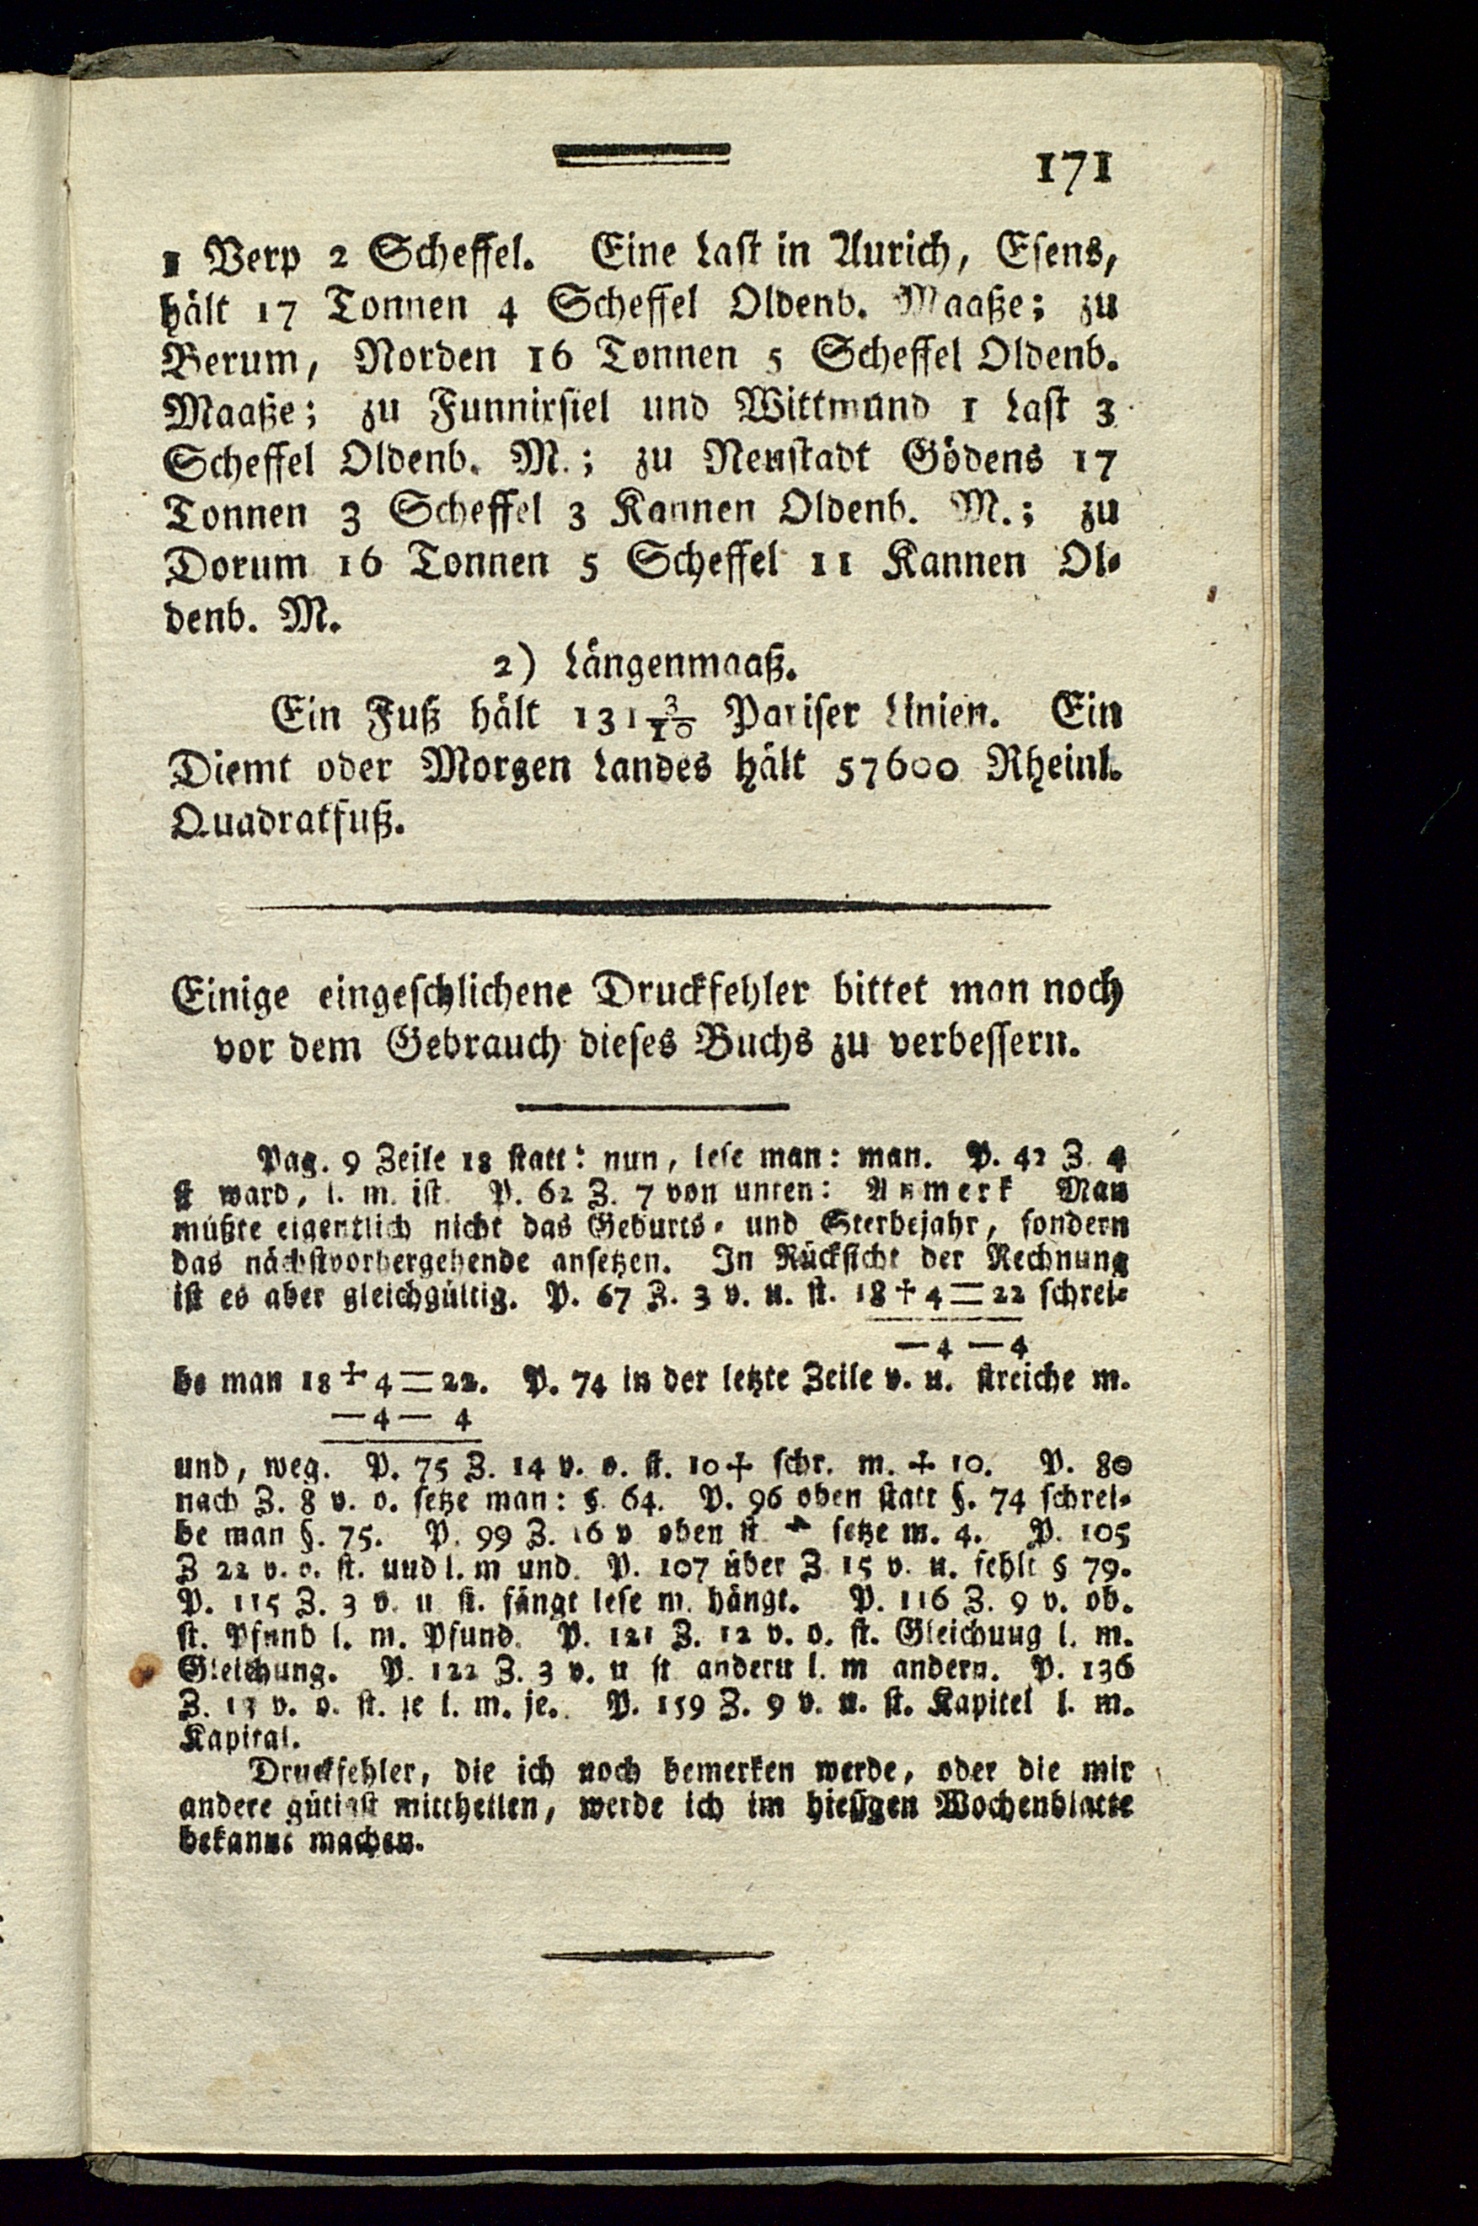 171
1 Verp 2 Scheffel. Eine Last in Aurich, Esens,
hält 17 Tonnen 4 Scheffel Oldenb. Maaße; zu
Berum, Norden 16 Tonnen 5 Scheffel Oldenb.
Maaße; zu Funnirsiel und Wittmund 1 Last 3
Scheffel Oldenb. M.; zu Neustadt Gödens 17
Tonnen 3 Scheffel 3 Kannen Oldenb. M.; zu
Dorum 16 Tonnen 5 Scheffel 11 Kannen Ol-
denb. M.
2) Längenmaaß.
Ein Fuß hält 131 3/10 Pariser Linien. Ein
Diemt oder Morgen Landes hält 57600 Rheinl.
Quadratfuß.
Einige eingeschlichene Druckfehler bittet man noch
vor dem Gebrauch dieses Buchs zu verbessern.
Pag. 9 Zeile 18 statt: nun, lese man: man. P. 42 Z. 4
st ward, l. m. ist. P. 62 Z. 7 von unten: Anmerk Man
müßte eigentlich nicht das Geburts- und Sterbejahr, sondern
das nächstvorhergehende ansetzen. In Rücksicht der Rechnung
ist es aber gleichgültig. P. 67 Z. 3 v. u. st. 18 + 4 = 22 schrei-
— 4 — 4
be man 18 + 4 = 22. P. 74 in der letzte Zeile v. u. streiche m.
— 4 — 4
und, weg. P. 75 Z. 14 v. o. st. 10 + schr. m. + 10. P. 80
nach Z. 8 v. o. setze man: §. 64. P. 96 oben statt §. 74 schrei-
be man §. 75. P. 99 Z. 16 v oben st. setze m. 4. P. 105
Z 22 v. o. st. uud l. m und. P. 107 über Z. 15 v. u. fehlt § 79.
P. 115 Z. 3 v. u st. fängt lese m. hängt. P. 116 Z. 9 v. ob.
st. Pfnnd l. m. Pfund. P. 121 Z. 12 v. o. st. Gleichuug l. m.
Gleichung. P. 122 Z. 3 v. u st anderu l. m andern. P. 136
Z. 13 v. o. st. je l. m. je. P. 159 Z. 9 v. u. st. Kapitel l. m.
Kapital.
Druckfehler, die ich noch bemerken werde, oder die mir
andere gütigst mittheilen, werde ich im hiesigen Wochenblatte
bekannt machen.